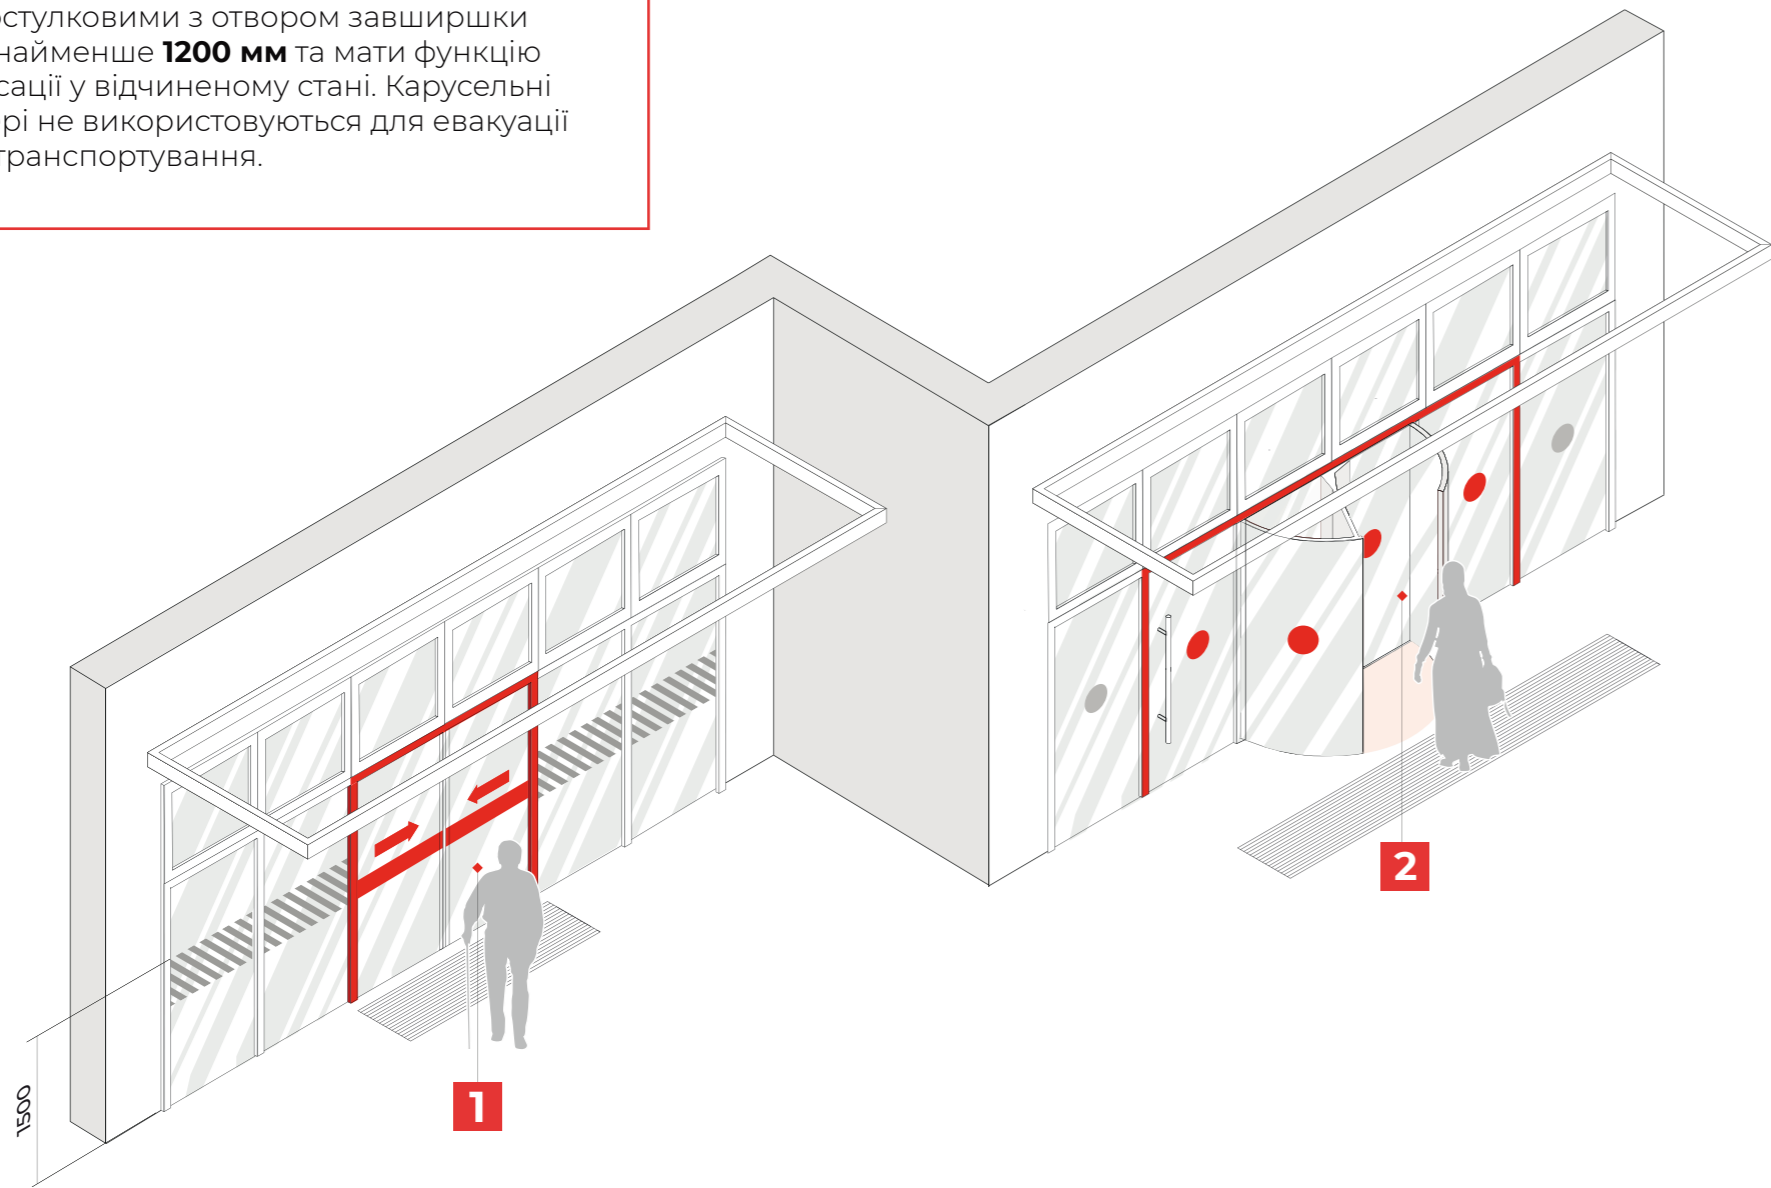 остулковими з отвором завширшки
найменше 1200 мм та мати функцію
сації у відчиненому стані. Карусельні
рі не використовуються для евакуації
транспортування.
2
1
1500